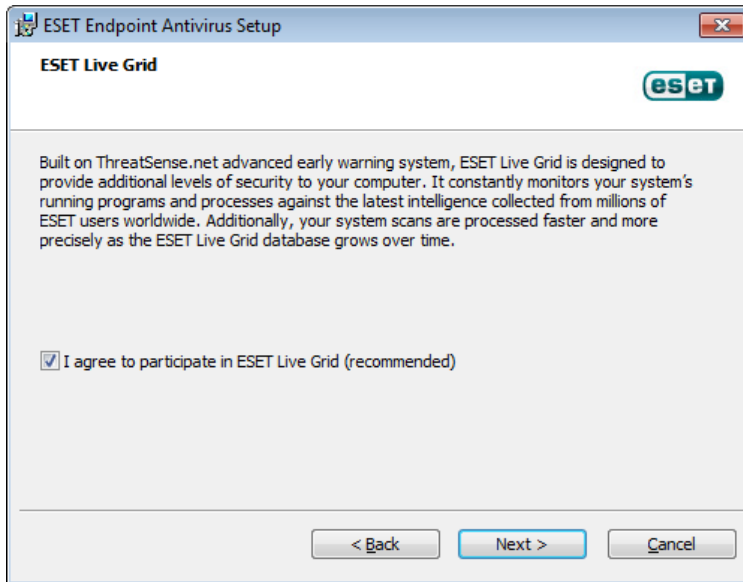 ESET Endpoint Antivirus Setup
ESET Live Grid
eset
Built on ThreatSense.net advanced early warning system, ESET Live Grid is designed to
provide additional levels of security to your computer. It constantly monitors your system's
running programs and processes against the latest intelligence collected from millions of
ESET users worldwide. Additionally, your system scans are processed faster and more
precisely as the ESET Live Grid database grows over time.
I agree to participate in ESET Live Grid (recommended)
< Back
Next >
Cancel